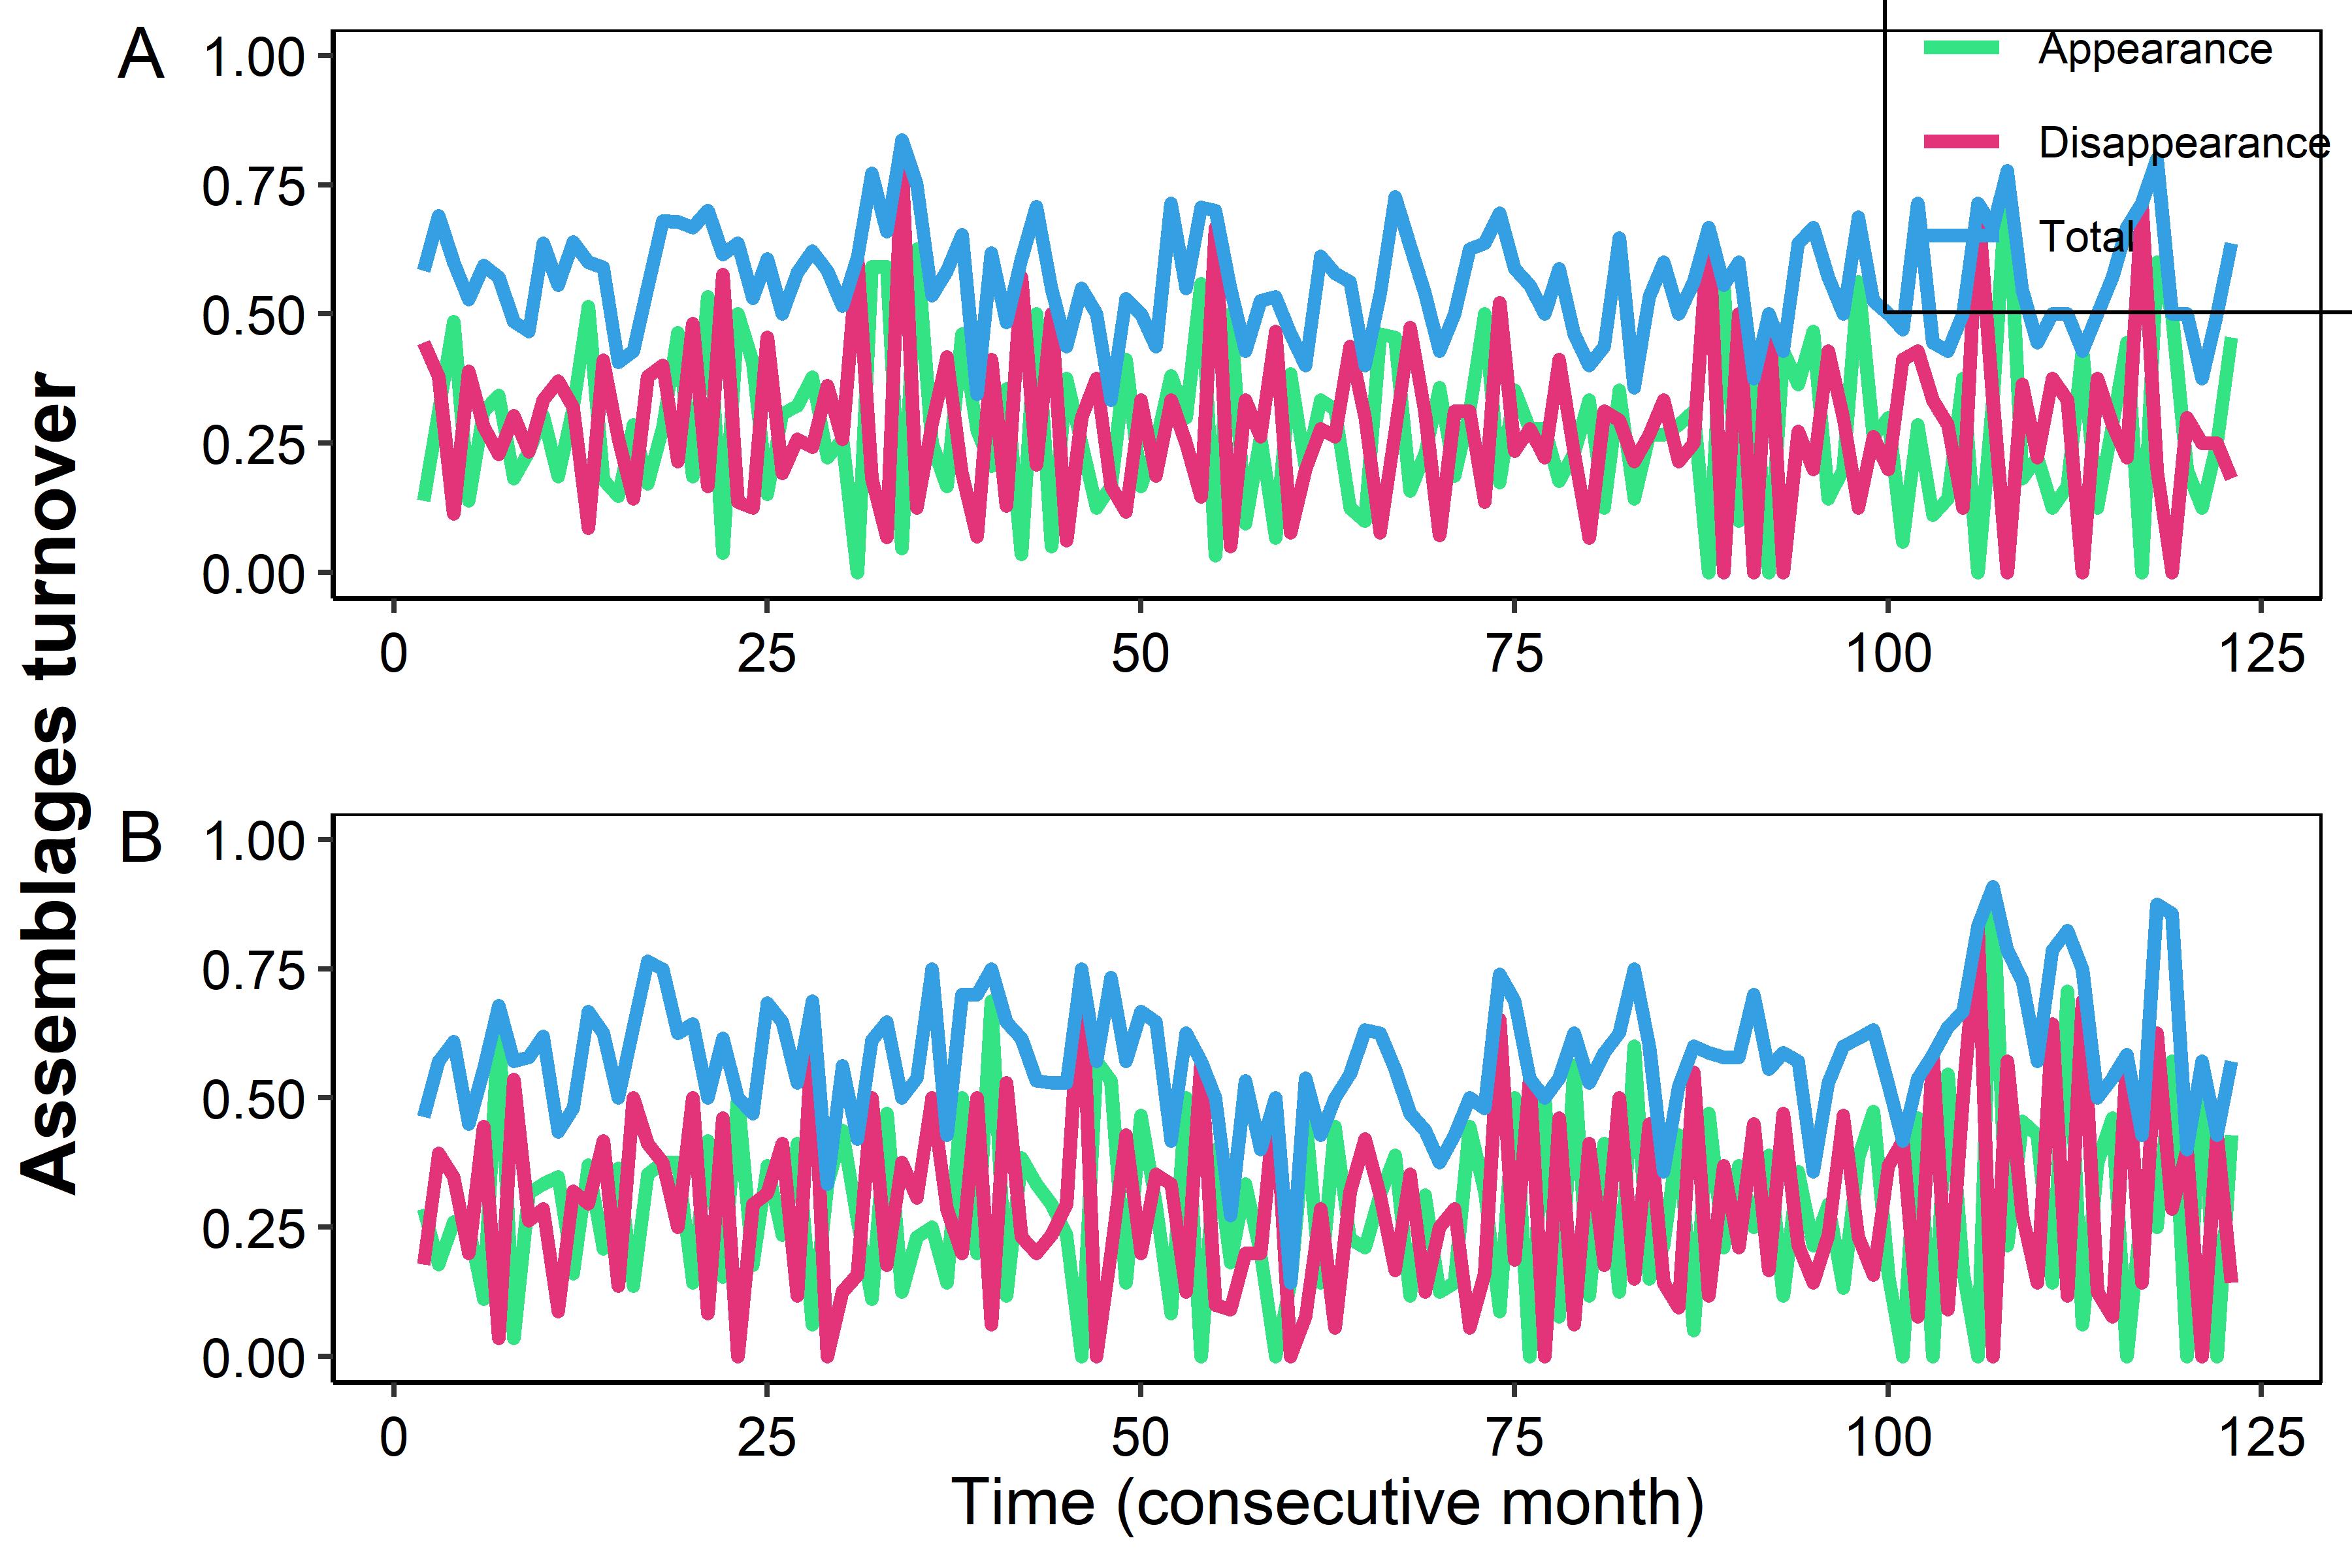 A
1.00
0.75
0.50
0.25
0.00
0 25 50 75 100 125
Appearance
Disappearance
Total
Assemblages turnover
B
1.00
0.75
0.50
0.25
0.00
0 25 50 75 100 125
Time (consecutive month)